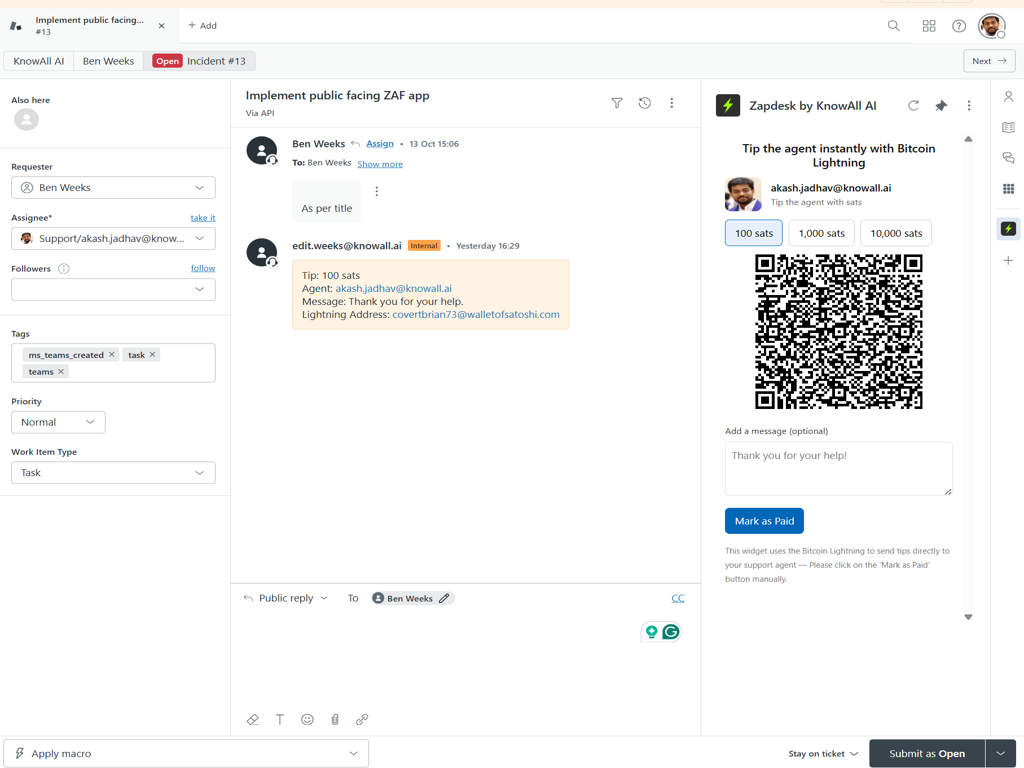 Implement public facing...
#13
Add
KnowAll AI
Ben Weeks
Open Incident #13
Next
Also here
Requester
Ben Weeks
Assignee*
take it
Support/akash.jadhav@know...
Followers
follow
Tags
ms_teams_created
task
teams
Priority
Normal
Work Item Type
Task
Implement public facing ZAF app
Via API
Ben Weeks Assign • 13 Oct 15:06
To: Ben Weeks Show more
As per title
edit.weeks@knowall.ai Internal • Yesterday 16:29
Tip: 100 sats
Agent: akash.jadhav@knowall.ai
Message: Thank you for your help.
Lightning Address: covertbrian73@walletofsatoshi.com
Public reply
To
Ben Weeks
CC
Zapdesk by KnowAll AI
Tip the agent instantly with Bitcoin
Lightning
akash.jadhav@knowall.ai
Tip the agent with sats
100 sats
1,000 sats
10,000 sats
Add a message (optional)
Thank you for your help!
Mark as Paid
This widget uses the Bitcoin Lightning to send tips directly to
your support agent — Please click on the 'Mark as Paid'
button manually.
Apply macro
Stay on ticket
Submit as Open